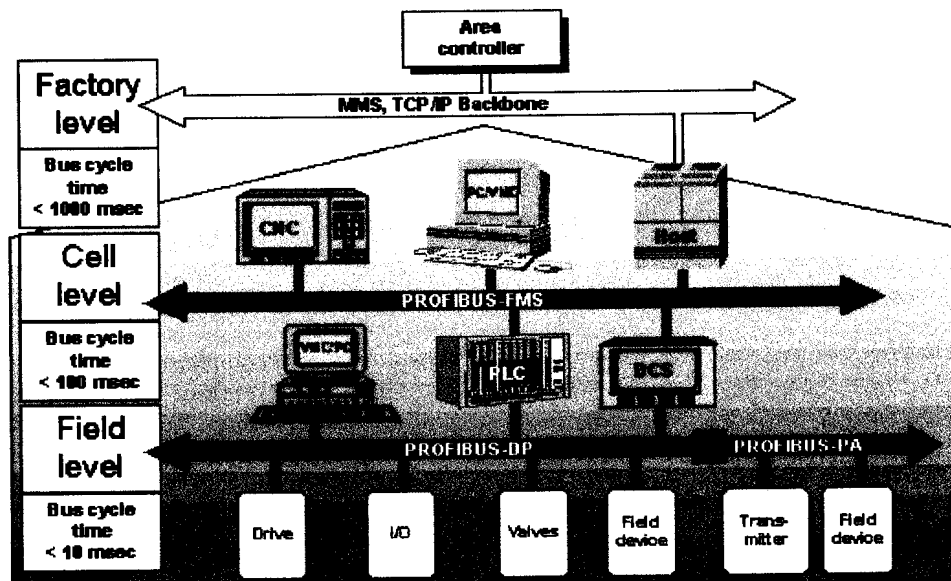 Area
controller
Factory
level
MMS, TCP/IP Backbone
Bus cycle
time
< 1000 msec
CNC
PC/VME
Host
Cell
level
PROFIBUS-FMS
Bus cycle
time
< 100 msec
VME/PC
PLC
DCS
Field
level
PROFIBUS-DP
PROFIBUS-PA
Bus cycle
time
< 10 msec
Drive
I/O
Valves
Field
device
Trans-
mitter
Field
device